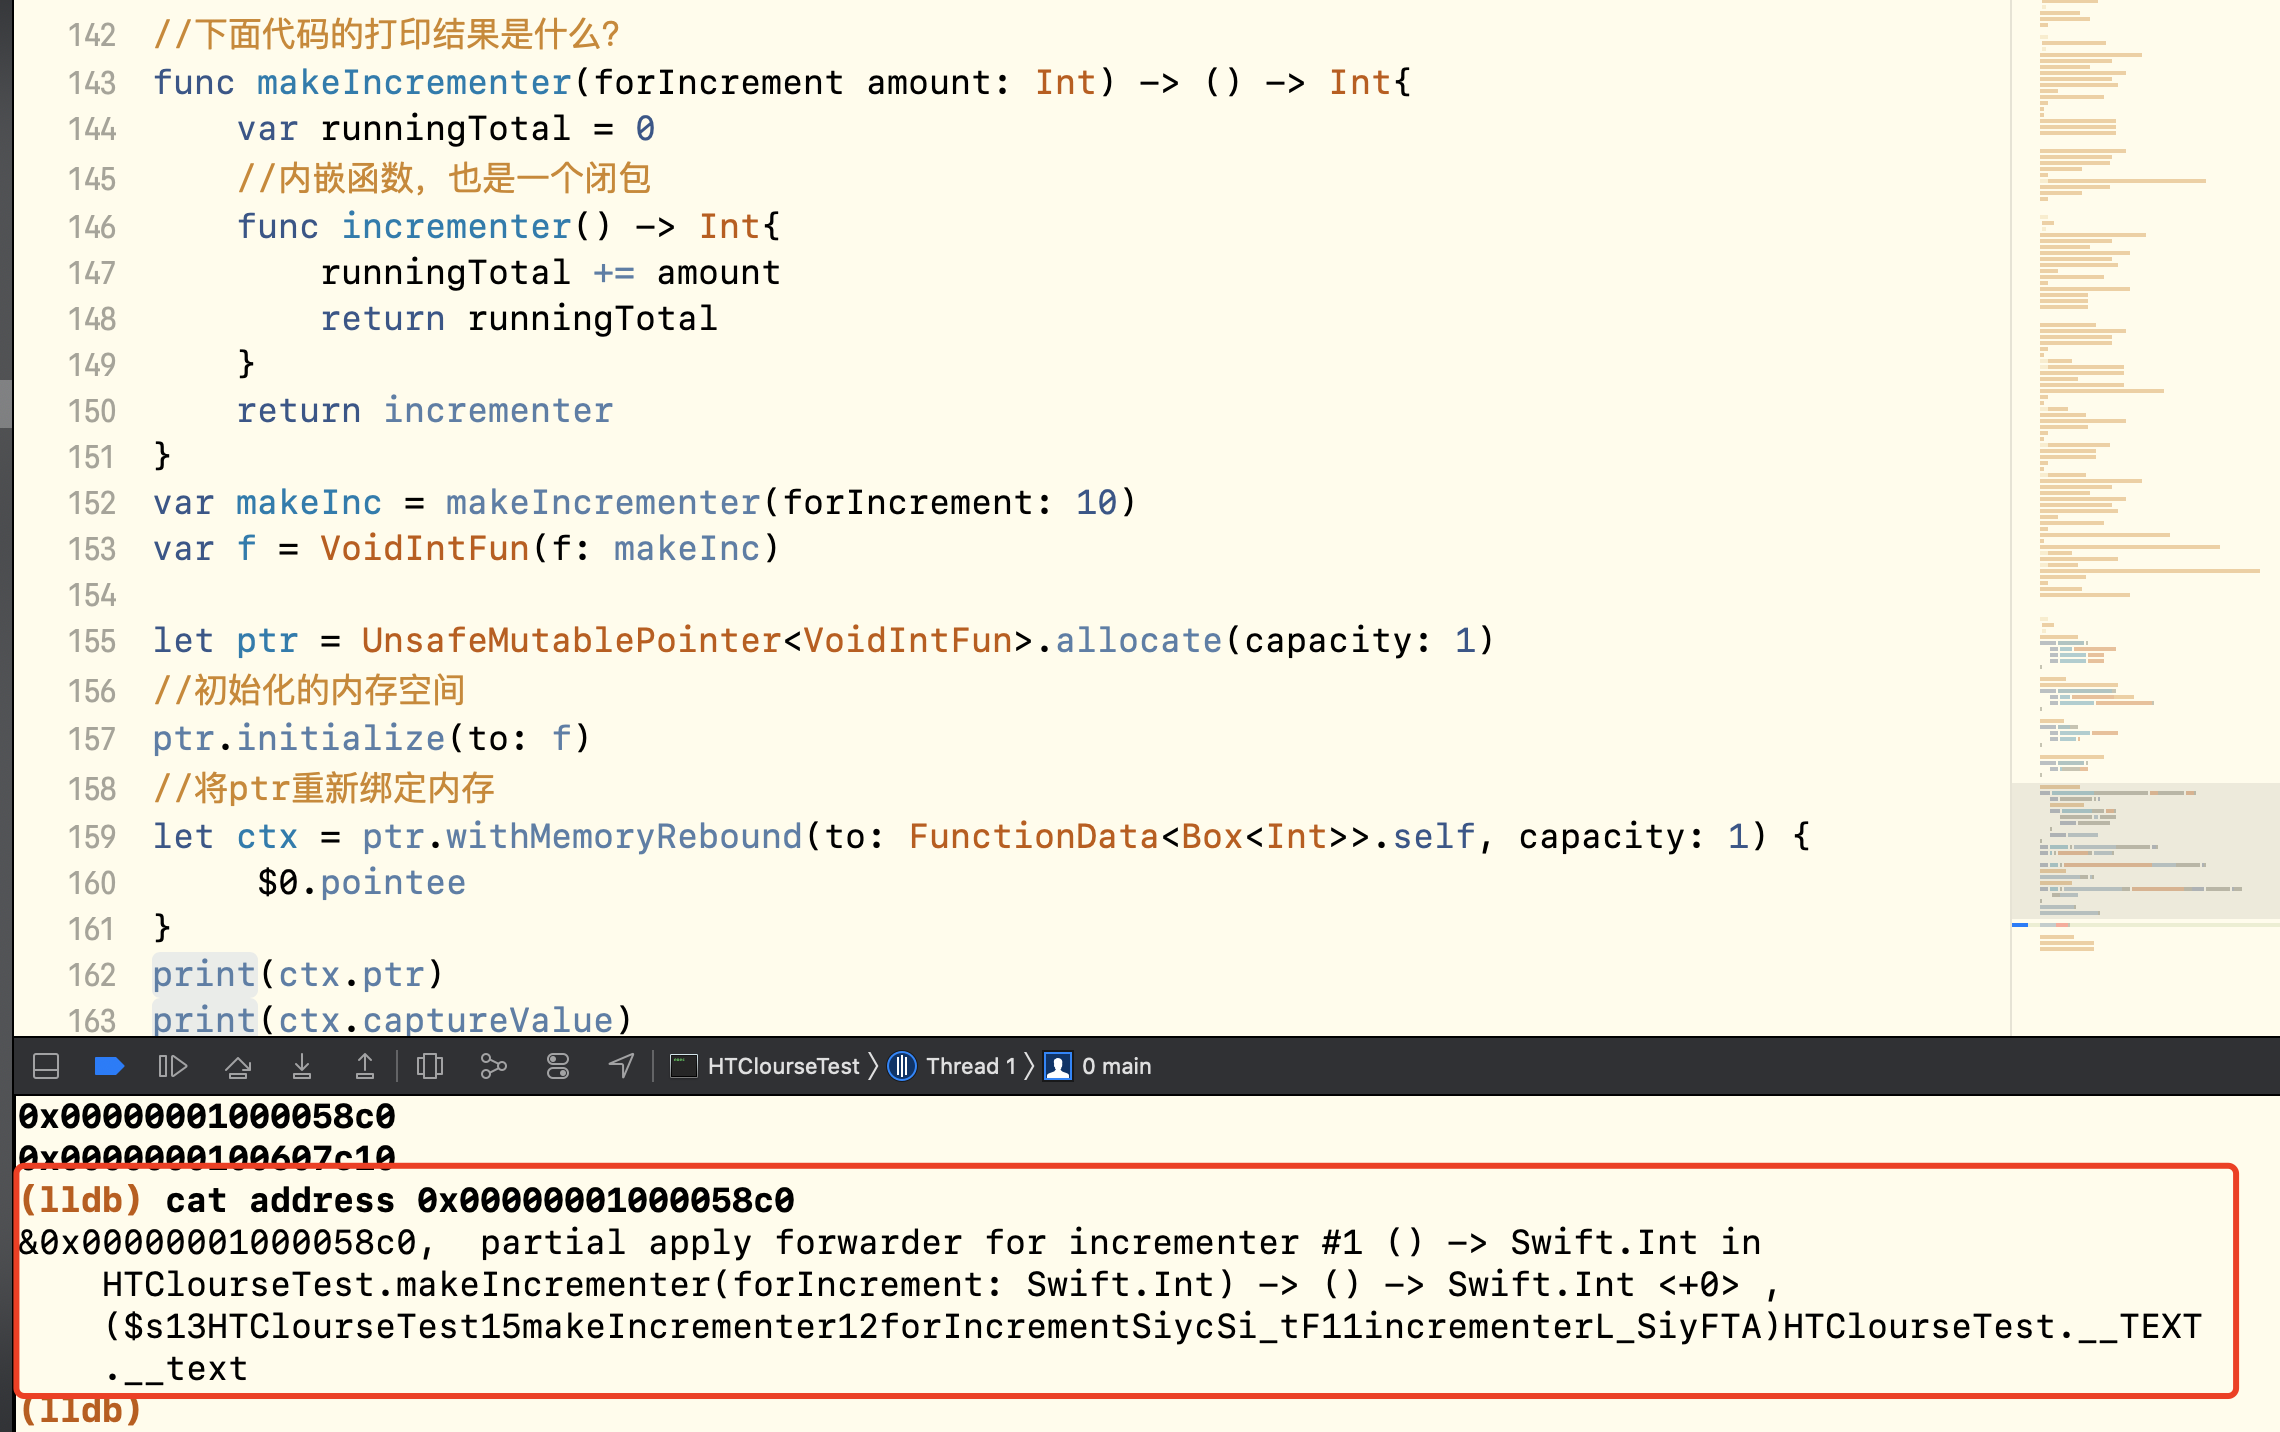 142 //下面代码的打印结果是什么?
143 func makeIncrementer(forIncrement amount: Int) -> () -> Int{
144     var runningTotal = 0
145     //内嵌函数，也是一个闭包
146     func incrementer() -> Int{
147         runningTotal += amount
148         return runningTotal
149     }
150     return incrementer
151 }
152 var makeInc = makeIncrementer(forIncrement: 10)
153 var f = VoidIntFun(f: makeInc)
154
155 let ptr = UnsafeMutablePointer<VoidIntFun>.allocate(capacity: 1)
156 //初始化的内存空间
157 ptr.initialize(to: f)
158 //将ptr重新绑定内存
159 let ctx = ptr.withMemoryRebound(to: FunctionData<Box<Int>>.self, capacity: 1) {
160      $0.pointee
161 }
162 print(ctx.ptr)
163 print(ctx.captureValue)
HTClourseTest 〉 Thread 1 〉 0 main
0x00000001000058c0
0x0000000100607c10
(lldb) cat address 0x00000001000058c0
&0x00000001000058c0,  partial apply forwarder for incrementer #1 () -> Swift.Int in
HTClourseTest.makeIncrementer(forIncrement: Swift.Int) -> () -> Swift.Int <+0> ,
($s13HTClourseTest15makeIncrementer12forIncrementSiycSi_tF11incrementerL_SiyFTA)HTClourseTest.__TEXT
.__text
(lldb)